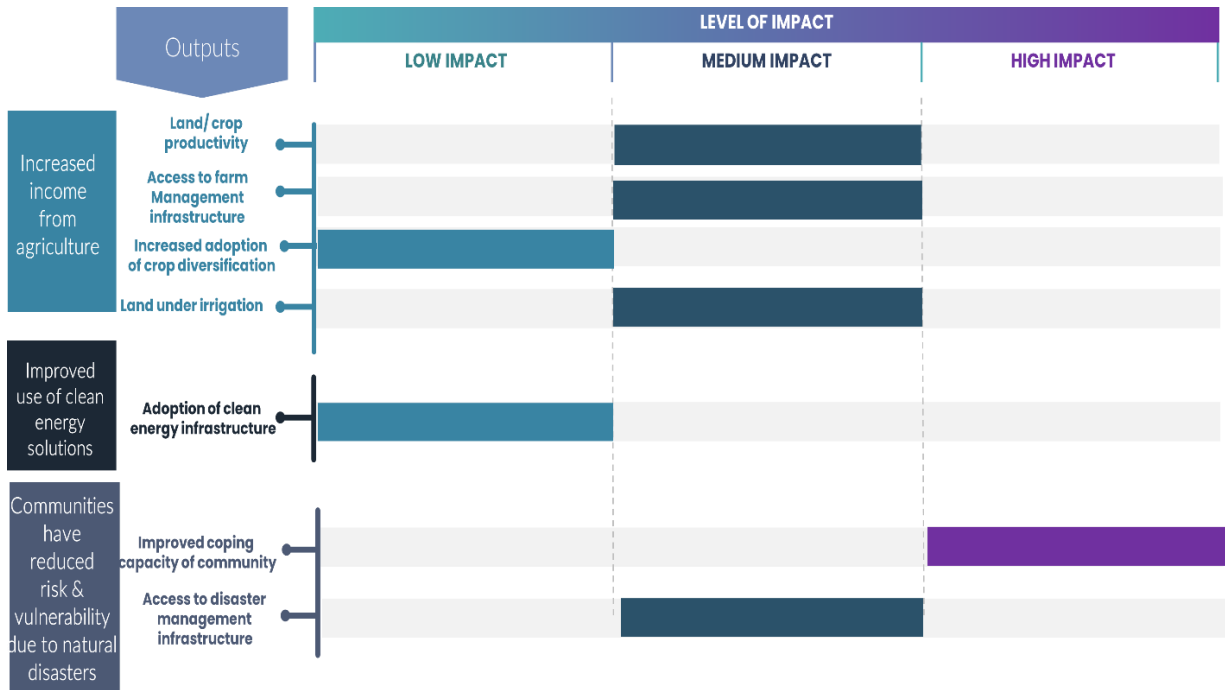 Outputs
LEVEL OF IMPACT
LOW IMPACT
MEDIUM IMPACT
HIGH IMPACT
Increased
income
from
agriculture
Land/ crop
productivity
Access to farm
Management
infrastructure
Increased adoption
of crop diversification
Land under irrigation
Improved
use of clean
energy
solutions
Adoption of clean
energy infrastructure
Communities
have
reduced
risk &
vulnerability
due to natural
disasters
Improved coping
capacity of community
Access to disaster
management
infrastructure